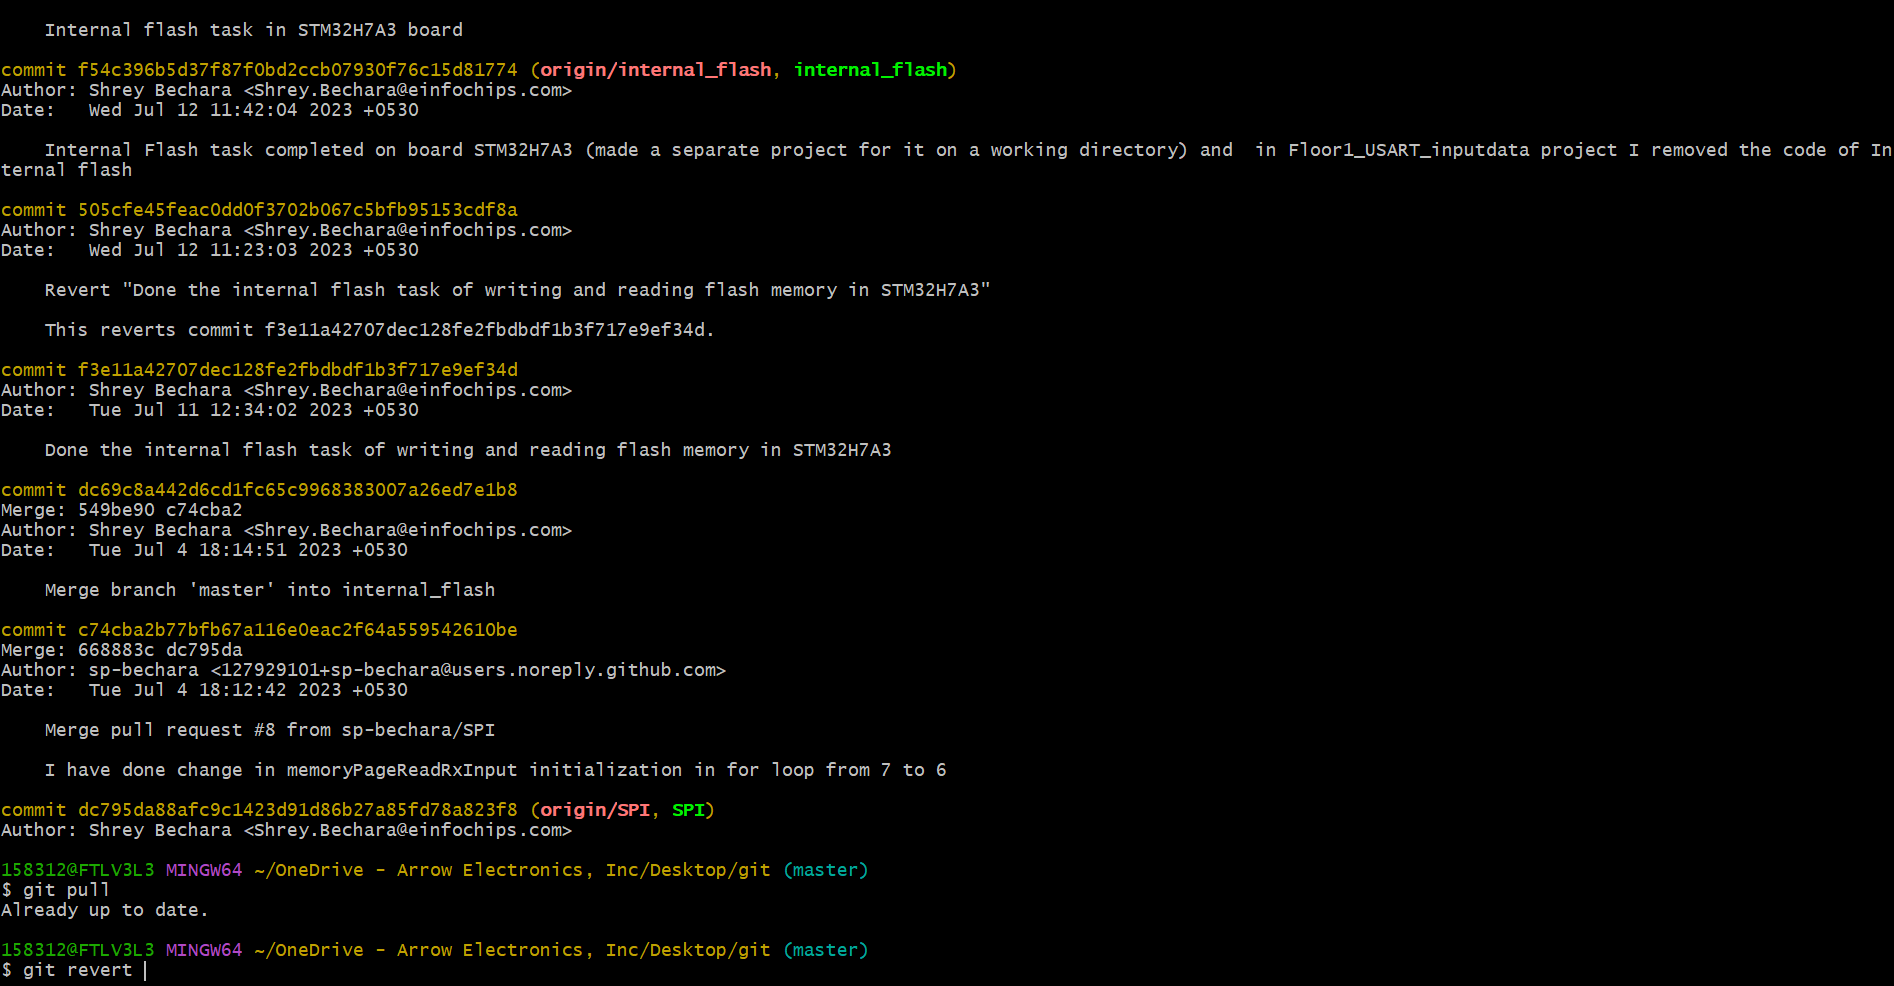 Internal flash task in STM32H7A3 board
commit f54c396b5d37f87f0bd2ccb07930f76c15d81774 (origin/internal_flash, internal_flash)
Author: Shrey Bechara <Shrey.Bechara@einfochips.com>
Date:   Wed Jul 12 11:42:04 2023 +0530
Internal Flash task completed on board STM32H7A3 (made a separate project for it on a working directory) and  in Floor1_USART_inputdata project I removed the code of In
ternal flash
commit 505cfe45feac0dd0f3702b067c5bfb95153cdf8a
Author: Shrey Bechara <Shrey.Bechara@einfochips.com>
Date:   Wed Jul 12 11:23:03 2023 +0530
Revert "Done the internal flash task of writing and reading flash memory in STM32H7A3"
This reverts commit f3e11a42707dec128fe2fbdbdf1b3f717e9ef34d.
commit f3e11a42707dec128fe2fbdbdf1b3f717e9ef34d
Author: Shrey Bechara <Shrey.Bechara@einfochips.com>
Date:   Tue Jul 11 12:34:02 2023 +0530
Done the internal flash task of writing and reading flash memory in STM32H7A3
commit dc69c8a442d6cd1fc65c9968383007a26ed7e1b8
Merge: 549be90 c74cba2
Author: Shrey Bechara <Shrey.Bechara@einfochips.com>
Date:   Tue Jul 4 18:14:51 2023 +0530
Merge branch 'master' into internal_flash
commit c74cba2b77bfb67a116e0eac2f64a559542610be
Merge: 668883c dc795da
Author: sp-bechara <127929101+sp-bechara@users.noreply.github.com>
Date:   Tue Jul 4 18:12:42 2023 +0530
Merge pull request #8 from sp-bechara/SPI
I have done change in memoryPageReadRxInput initialization in for loop from 7 to 6
commit dc795da88afc9c1423d91d86b27a85fd78a823f8 (origin/SPI, SPI)
Author: Shrey Bechara <Shrey.Bechara@einfochips.com>
158312@FTLV3L3 MINGW64 ~/OneDrive - Arrow Electronics, Inc/Desktop/git (master)
$ git pull
Already up to date.
158312@FTLV3L3 MINGW64 ~/OneDrive - Arrow Electronics, Inc/Desktop/git (master)
$ git revert